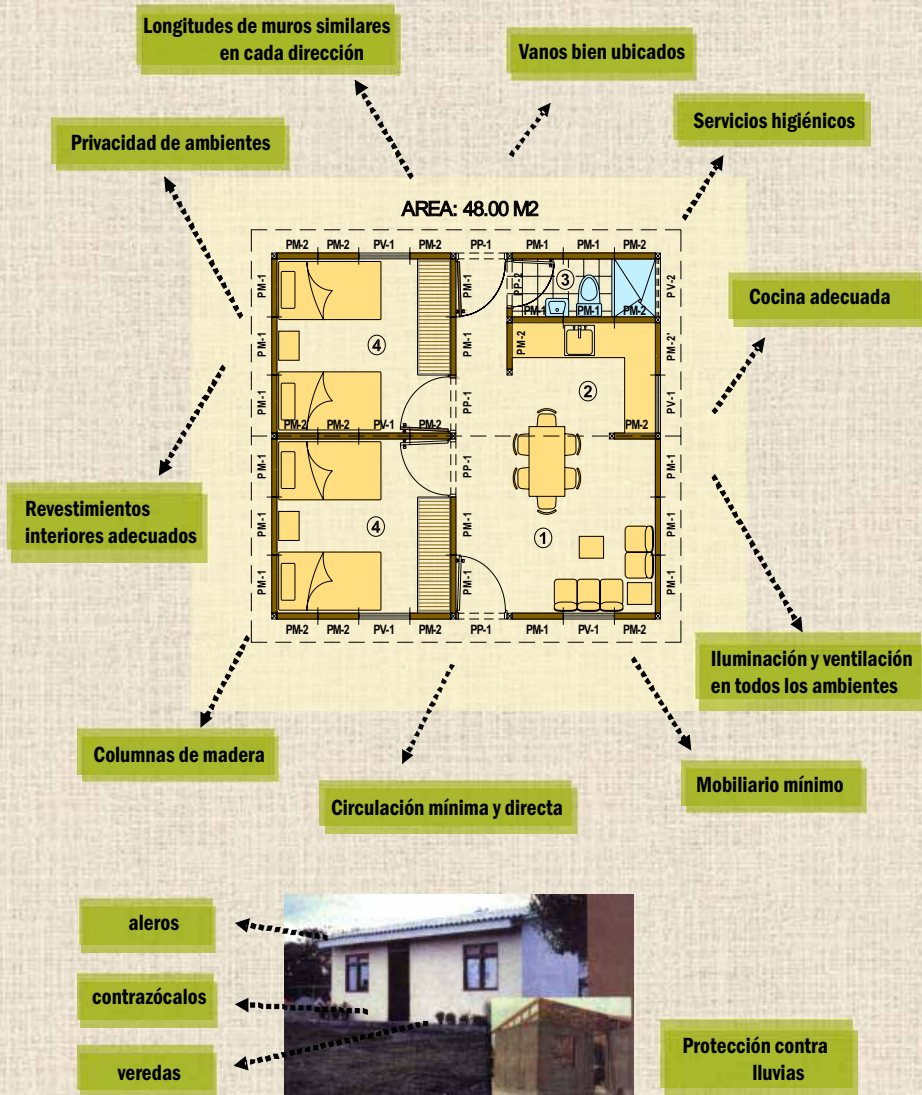 Longitudes de muros similares
en cada dirección
Vanos bien ubicados
Servicios higiénicos
Privacidad de ambientes
AREA: 48.00 M2
PM-2 PM-2 PV-1 PM-2 PP-1 PM-1 PM-1 PM-2
PM-1 PM-1 PP-2 3 PV-2
PM-1 PM-1 PM-2
Cocina adecuada
PM-1 4 PM-1 PM-2 PM-2'
PM-1 PP-1 2 PV-1
PM-2 PM-2 PV-1 PM-2 PM-2
PM-1 PP-1 PM-1
Revestimientos
interiores adecuados
PM-1 4 1 PM-1
PM-1 PM-1 PM-1
PM-2 PM-2 PV-1 PM-2 PP-1 PM-1 PV-1 PM-2
Iluminación y ventilación
en todos los ambientes
Columnas de madera
Mobiliario mínimo
Circulación mínima y directa
aleros
contrazócalos
veredas
Protección contra
lluvias